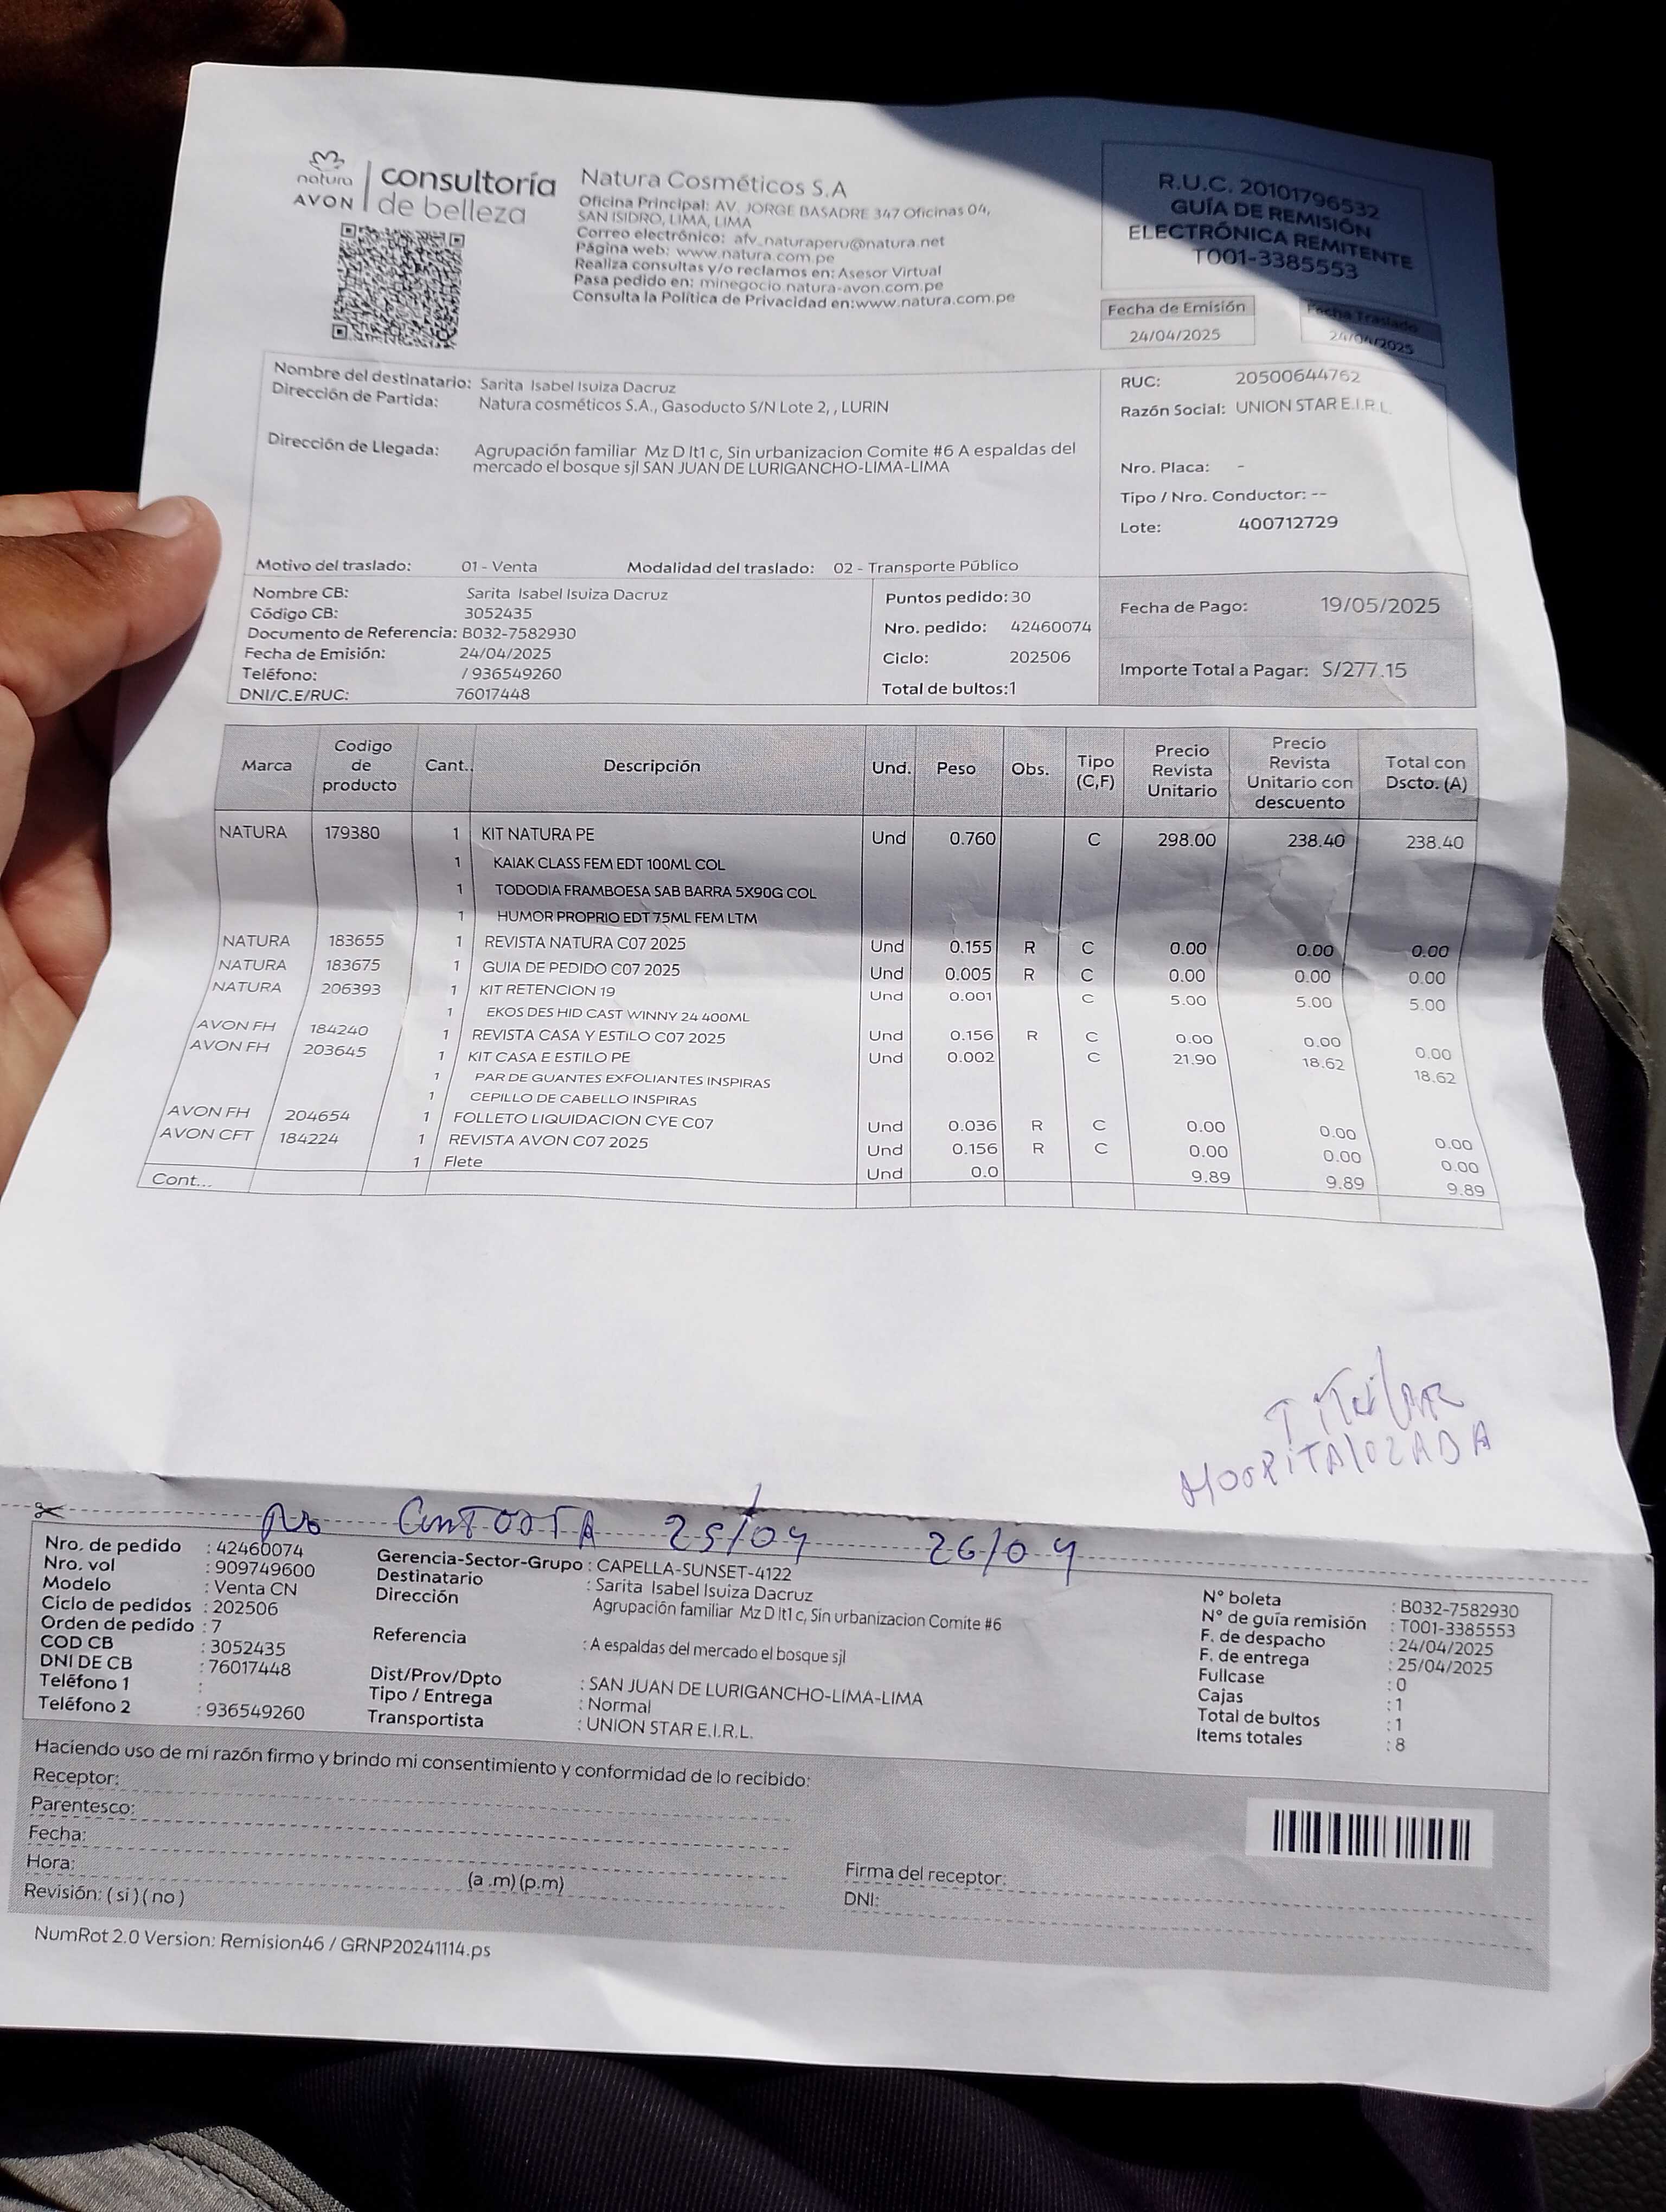 natura
AVON
consultoría
de belleza
Natura Cosméticos S.A
Oficina Principal: AV. JORGE BASADRE 347 Oficinas 04,
SAN ISIDRO, LIMA, LIMA
Correo electrónico: afv_naturaperu@natura.net
Página web: www.natura.com.pe
Realiza consultas y/o reclamos en: Asesor Virtual
Pasa pedido en: minegocio.natura-avon.com.pe
Consulta la Política de Privacidad en:www.natura.com.pe
R.U.C. 20101796532
GUÍA DE REMISIÓN
ELECTRÓNICA REMITENTE
T001-3385553
Fecha de Emisión Fecha Traslado
24/04/2025 24/04/2025
Nombre del destinatario: Sarita Isabel Isuiza Dacruz
Dirección de Partida: Natura cosméticos S.A., Gasoducto S/N Lote 2, , LURIN
Dirección de Llegada: Agrupación familiar Mz D lt1 c, Sin urbanizacion Comite #6 A espaldas del
mercado el bosque sjl SAN JUAN DE LURIGANCHO-LIMA-LIMA
RUC: 20500644762
Razón Social: UNION STAR E.I.R.L.
Nro. Placa: -
Tipo / Nro. Conductor: --
Lote: 400712729
Motivo del traslado: 01 - Venta Modalidad del traslado: 02 - Transporte Público
Nombre CB: Sarita Isabel Isuiza Dacruz
Código CB: 3052435
Documento de Referencia: B032-7582930
Fecha de Emisión: 24/04/2025
Teléfono: / 936549260
DNI/C.E/RUC: 76017448
Puntos pedido: 30
Nro. pedido: 42460074
Ciclo: 202506
Total de bultos:1
Fecha de Pago: 19/05/2025
Importe Total a Pagar: S/277.15
Marca Codigo de producto Cant.. Descripción Und. Peso Obs. Tipo (C,F) Precio Revista Unitario Precio Revista Unitario con descuento Total con Dscto. (A)
NATURA 179380 1 KIT NATURA PE Und 0.760 C 298.00 238.40 238.40
1 KAIAK CLASS FEM EDT 100ML COL
1 TODODIA FRAMBOESA SAB BARRA 5X90G COL
1 HUMOR PROPRIO EDT 75ML FEM LTM
NATURA 183655 1 REVISTA NATURA C07 2025 Und 0.155 R C 0.00 0.00 0.00
NATURA 183675 1 GUIA DE PEDIDO C07 2025 Und 0.005 R C 0.00 0.00 0.00
NATURA 206393 1 KIT RETENCION 19 Und 0.001 C 5.00 5.00 5.00
1 EKOS DES HID CAST WINNY 24 400ML
AVON FH 184240 1 REVISTA CASA Y ESTILO C07 2025 Und 0.156 R C 0.00 0.00 0.00
AVON FH 203645 1 KIT CASA E ESTILO PE Und 0.002 C 21.90 18.62 18.62
1 PAR DE GUANTES EXFOLIANTES INSPIRAS
1 CEPILLO DE CABELLO INSPIRAS
AVON FH 204654 1 FOLLETO LIQUIDACION CYE C07 Und 0.036 R C 0.00 0.00 0.00
AVON CFT 184224 1 REVISTA AVON C07 2025 Und 0.156 R C 0.00 0.00 0.00
1 Flete Und 0.0 9.89 9.89 9.89
Cont...
TITULAR
25/04 26/04
Nro. de pedido : 42460074
Nro. vol : 909749600
Modelo : Venta CN
Ciclo de pedidos : 202506
Orden de pedido : 7
COD CB : 3052435
DNI DE CB : 76017448
Teléfono 1 :
Teléfono 2 : 936549260
Gerencia-Sector-Grupo : CAPELLA-SUNSET-4122
Destinatario : Sarita Isabel Isuiza Dacruz
Dirección Agrupación familiar Mz D lt1 c, Sin urbanizacion Comite #6
Referencia : A espaldas del mercado el bosque sjl
Dist/Prov/Dpto : SAN JUAN DE LURIGANCHO-LIMA-LIMA
Tipo / Entrega : Normal
Transportista : UNION STAR E.I.R.L.
N° boleta : B032-7582930
N° de guía remisión : T001-3385553
F. de despacho : 24/04/2025
F. de entrega : 25/04/2025
Fullcase : 0
Cajas : 1
Total de bultos : 1
Items totales : 8
Haciendo uso de mi razón firmo y brindo mi consentimiento y conformidad de lo recibido:
Receptor:
Parentesco:
Fecha:
Hora: (a .m) (p.m)
Revisión: ( si ) ( no )
Firma del receptor:
DNI:
NumRot 2.0 Version: Remision46 / GRNP20241114.ps